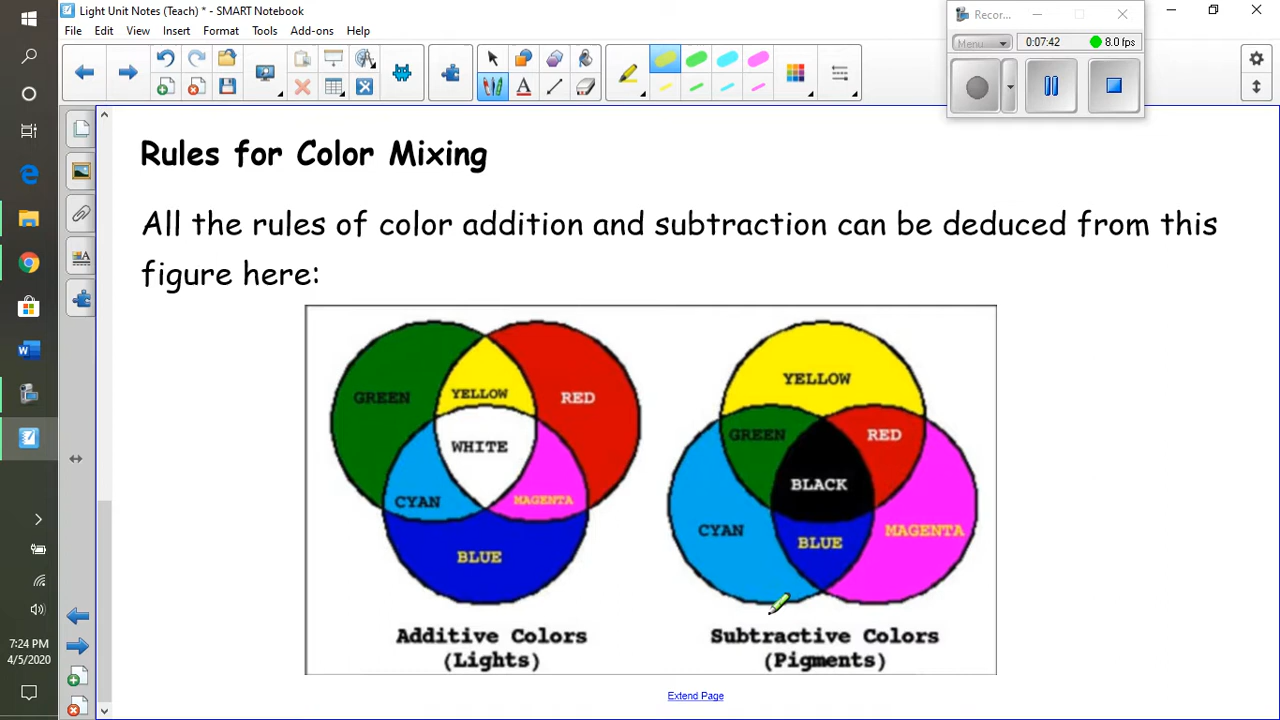 Light Unit Notes (Teach) * - SMART Notebook
Recor...
File Edit View Insert Format Tools Add-ons Help
Menu
0:07:42
8.0 fps
Rules for Color Mixing
All the rules of color addition and subtraction can be deduced from this
figure here:
GREEN
YELLOW
RED
WHITE
CYAN
MAGENTA
BLUE
Additive Colors
(Lights)
YELLOW
GREEN
RED
BLACK
CYAN
BLUE
MAGENTA
Subtractive Colors
(Pigments)
Extend Page
7:24 PM
4/5/2020